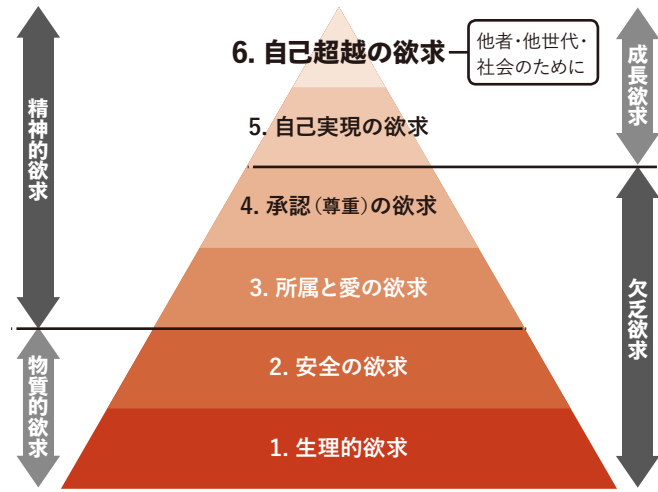 6. 自己超越の欲求
他者・他世代・
社会のために
5. 自己実現の欲求
4. 承認(尊重)の欲求
3. 所属と愛の欲求
2. 安全の欲求
1. 生理的欲求
精神的欲求
物質的欲求
成長欲求
欠乏欲求